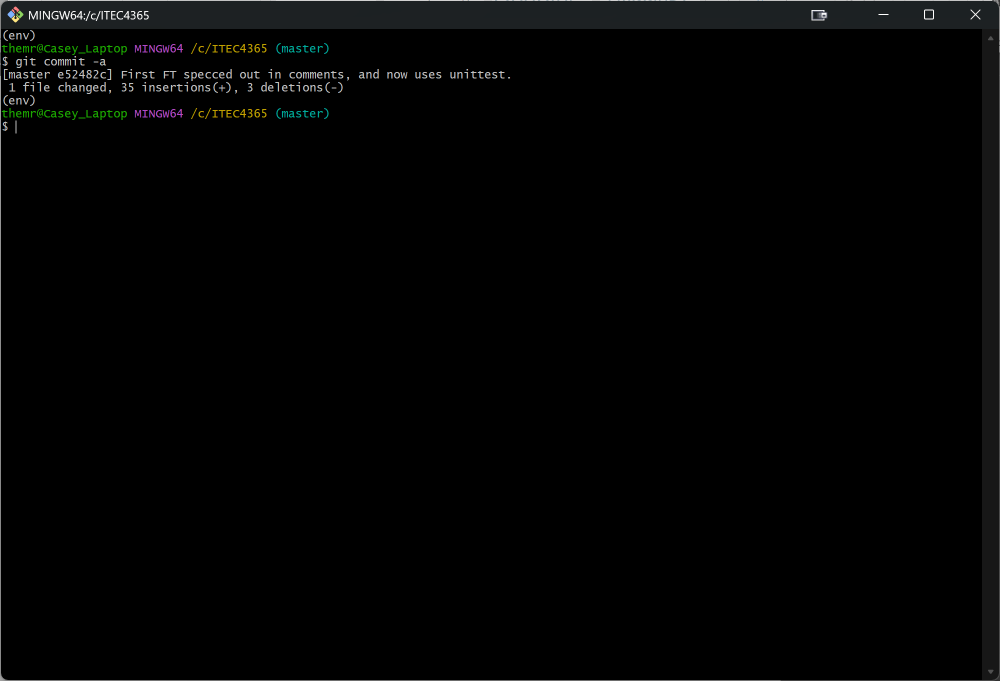 MINGW64:/c/ITEC4365
(env)
themr@Casey_Laptop MINGW64 /c/ITEC4365 (master)
$ git commit -a
[master e52482c] First FT specced out in comments, and now uses unittest.
 1 file changed, 35 insertions(+), 3 deletions(-)
(env)
themr@Casey_Laptop MINGW64 /c/ITEC4365 (master)
$